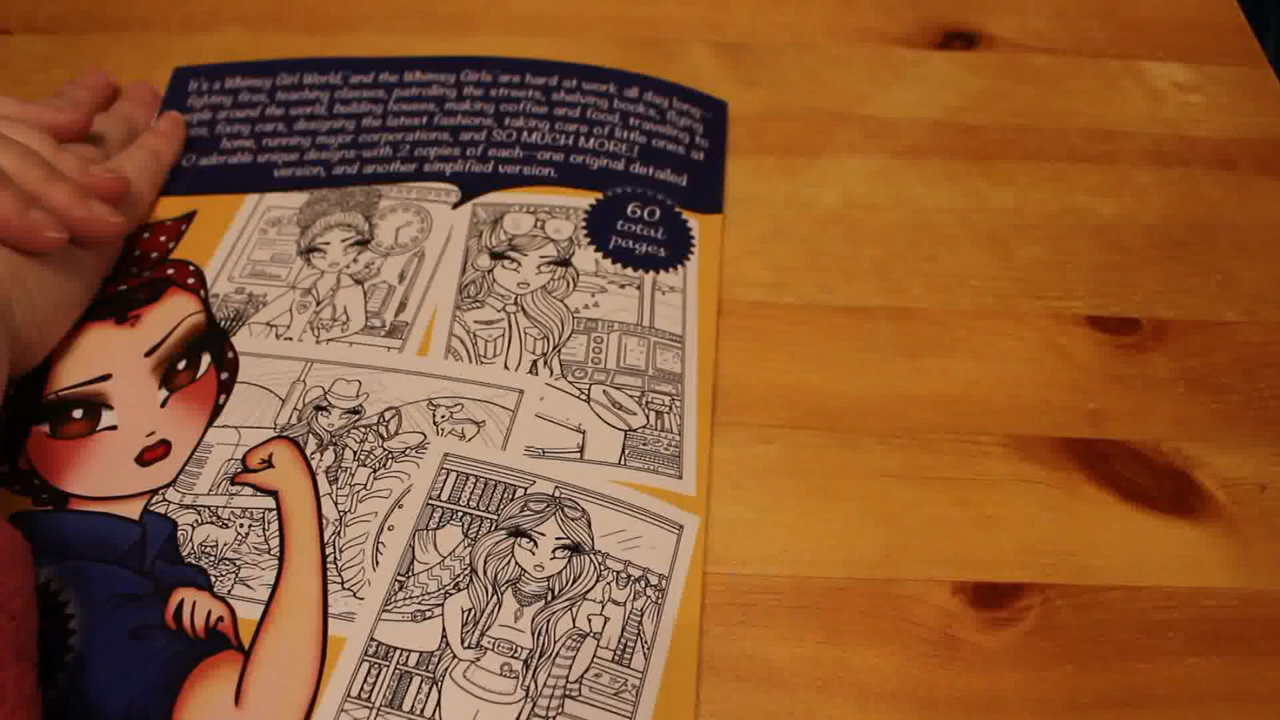 It's a Whimsy Girl World, and the Whimsy Girls are hard at work all day long—
fighting fires, teaching classes, patrolling the streets, shelving books, flying
people around the world, building houses, making coffee and food, traveling to
fixing cars, designing the latest fashions, taking care of little ones at
home, running major corporations, and SO MUCH MORE!
0 adorable unique designs—with 2 copies of each—one original detailed
version, and another simplified version.
60
total
pages